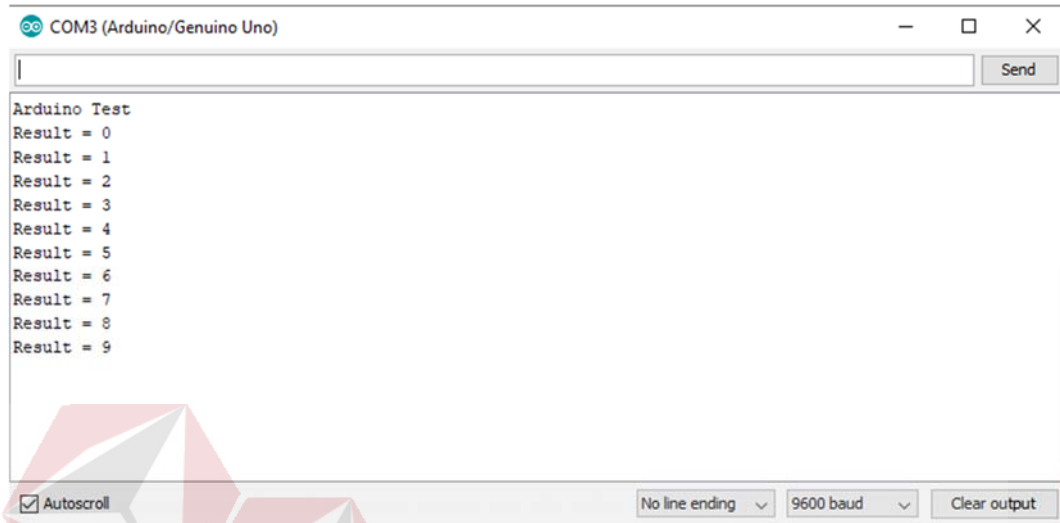 COM3 (Arduino/Genuino Uno)
Send
Arduino Test
Result = 0
Result = 1
Result = 2
Result = 3
Result = 4
Result = 5
Result = 6
Result = 7
Result = 8
Result = 9
Autoscroll No line ending 9600 baud Clear output